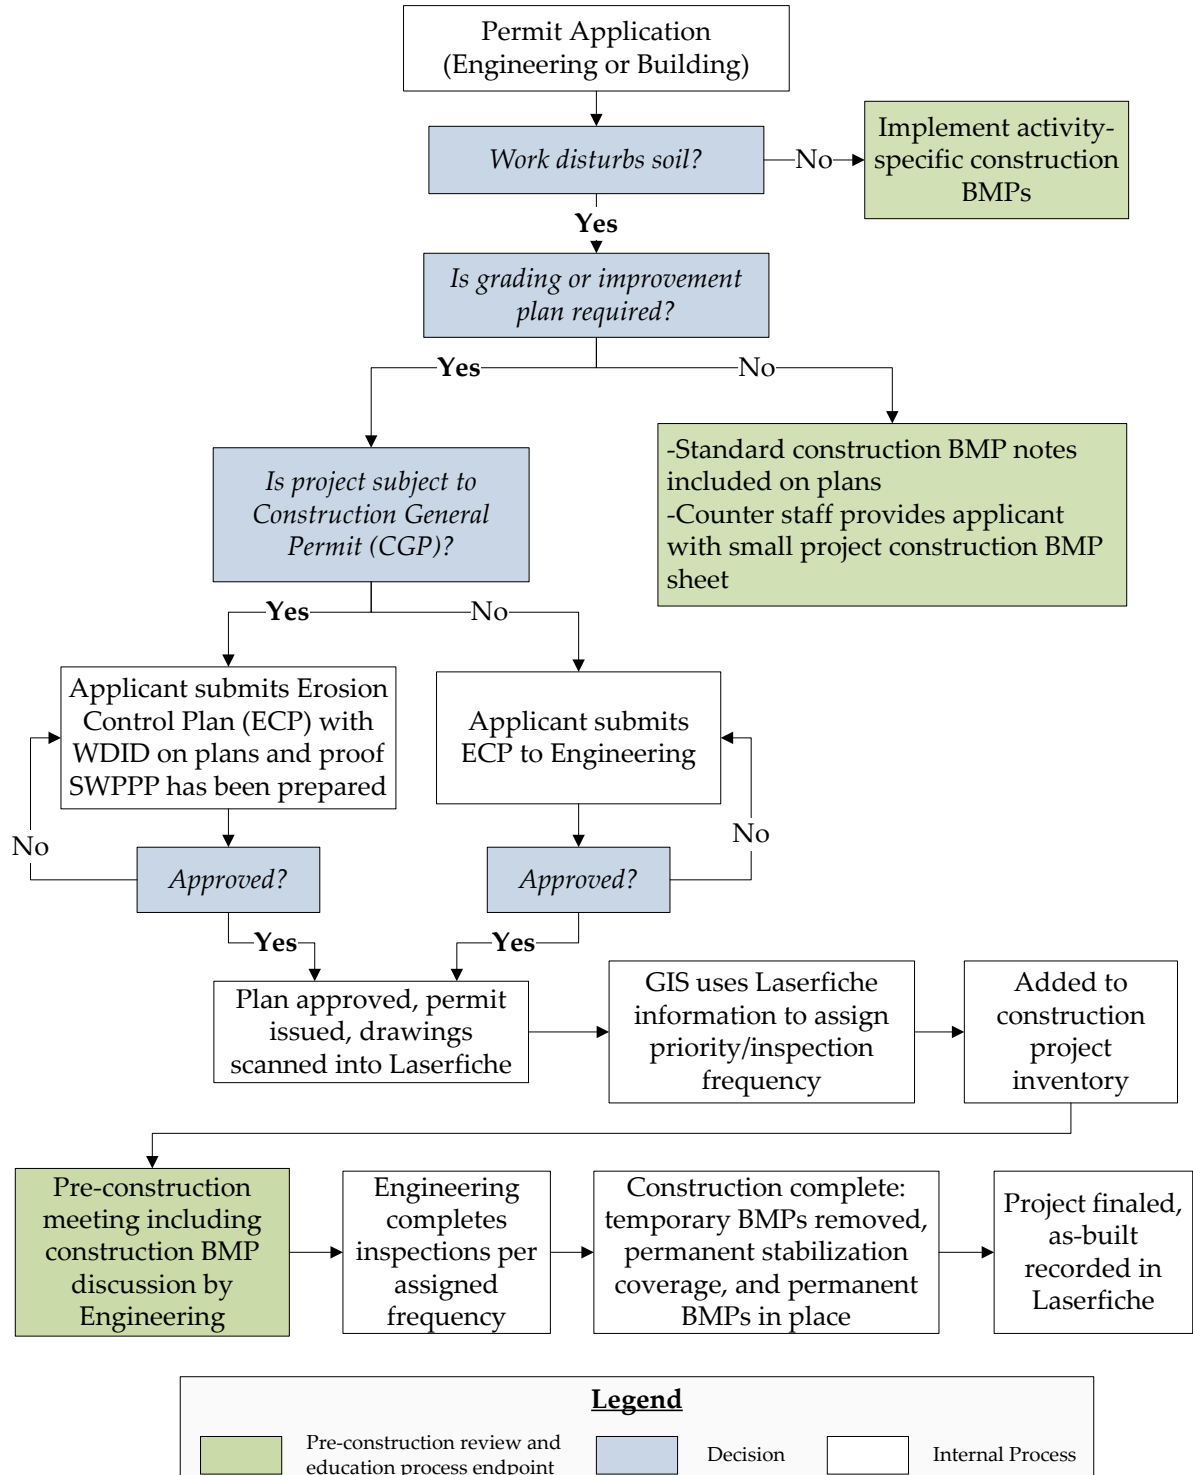 Permit Application
(Engineering or Building)
Work disturbs soil?
No
Implement activity-
specific construction
BMPs
Yes
Is grading or improvement
plan required?
Yes
No
Is project subject to
Construction General
Permit (CGP)?
-Standard construction BMP notes
included on plans
-Counter staff provides applicant
with small project construction BMP
sheet
Yes
No
Applicant submits Erosion
Control Plan (ECP) with
WDID on plans and proof
SWPPP has been prepared
Applicant submits
ECP to Engineering
No
No
Approved?
Approved?
Yes
Yes
Plan approved, permit
issued, drawings
scanned into Laserfiche
GIS uses Laserfiche
information to assign
priority/inspection
frequency
Added to
construction
project
inventory
Pre-construction
meeting including
construction BMP
discussion by
Engineering
Engineering
completes
inspections per
assigned
frequency
Construction complete:
temporary BMPs removed,
permanent stabilization
coverage, and permanent
BMPs in place
Project finaled,
as-built
recorded in
Laserfiche
Legend
Pre-construction review and
education process endpoint
Decision
Internal Process